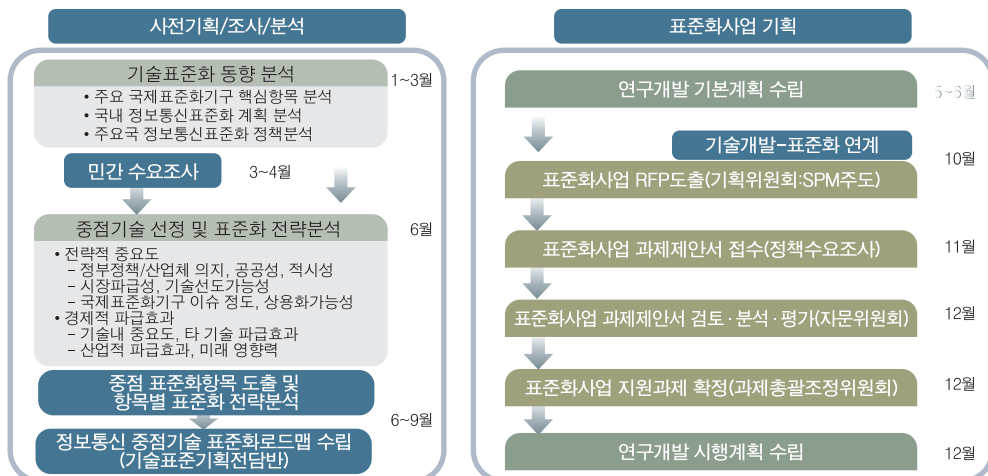 사전기획/조사/분석
기술표준화 동향 분석
1~3월
• 주요 국제표준화기구 핵심항목 분석
• 국내 정보통신표준화 계획 분석
• 주요국 정보통신표준화 정책분석
민간 수요조사
3~4월
중점기술 선정 및 표준화 전략분석
6월
• 전략적 중요도
– 정부정책/산업체 의지, 공공성, 적시성
– 시장파급성, 기술선도가능성
– 국제표준화기구 이슈 정도, 상용화가능성
• 경제적 파급효과
– 기술내 중요도, 타 기술 파급효과
– 산업적 파급효과, 미래 영향력
중점 표준화항목 도출 및
항목별 표준화 전략분석
6~9월
정보통신 중점기술 표준화로드맵 수립
(기술표준기획전담반)
표준화사업 기획
연구개발 기본계획 수립
5~6월
기술개발–표준화 연계
10월
표준화사업 RFP도출(기획위원회:SPM주도)
표준화사업 과제제안서 접수(정책수요조사)
11월
표준화사업 과제제안서 검토·분석·평가(자문위원회)
12월
표준화사업 지원과제 확정(과제총괄조정위원회)
12월
연구개발 시행계획 수립
12월